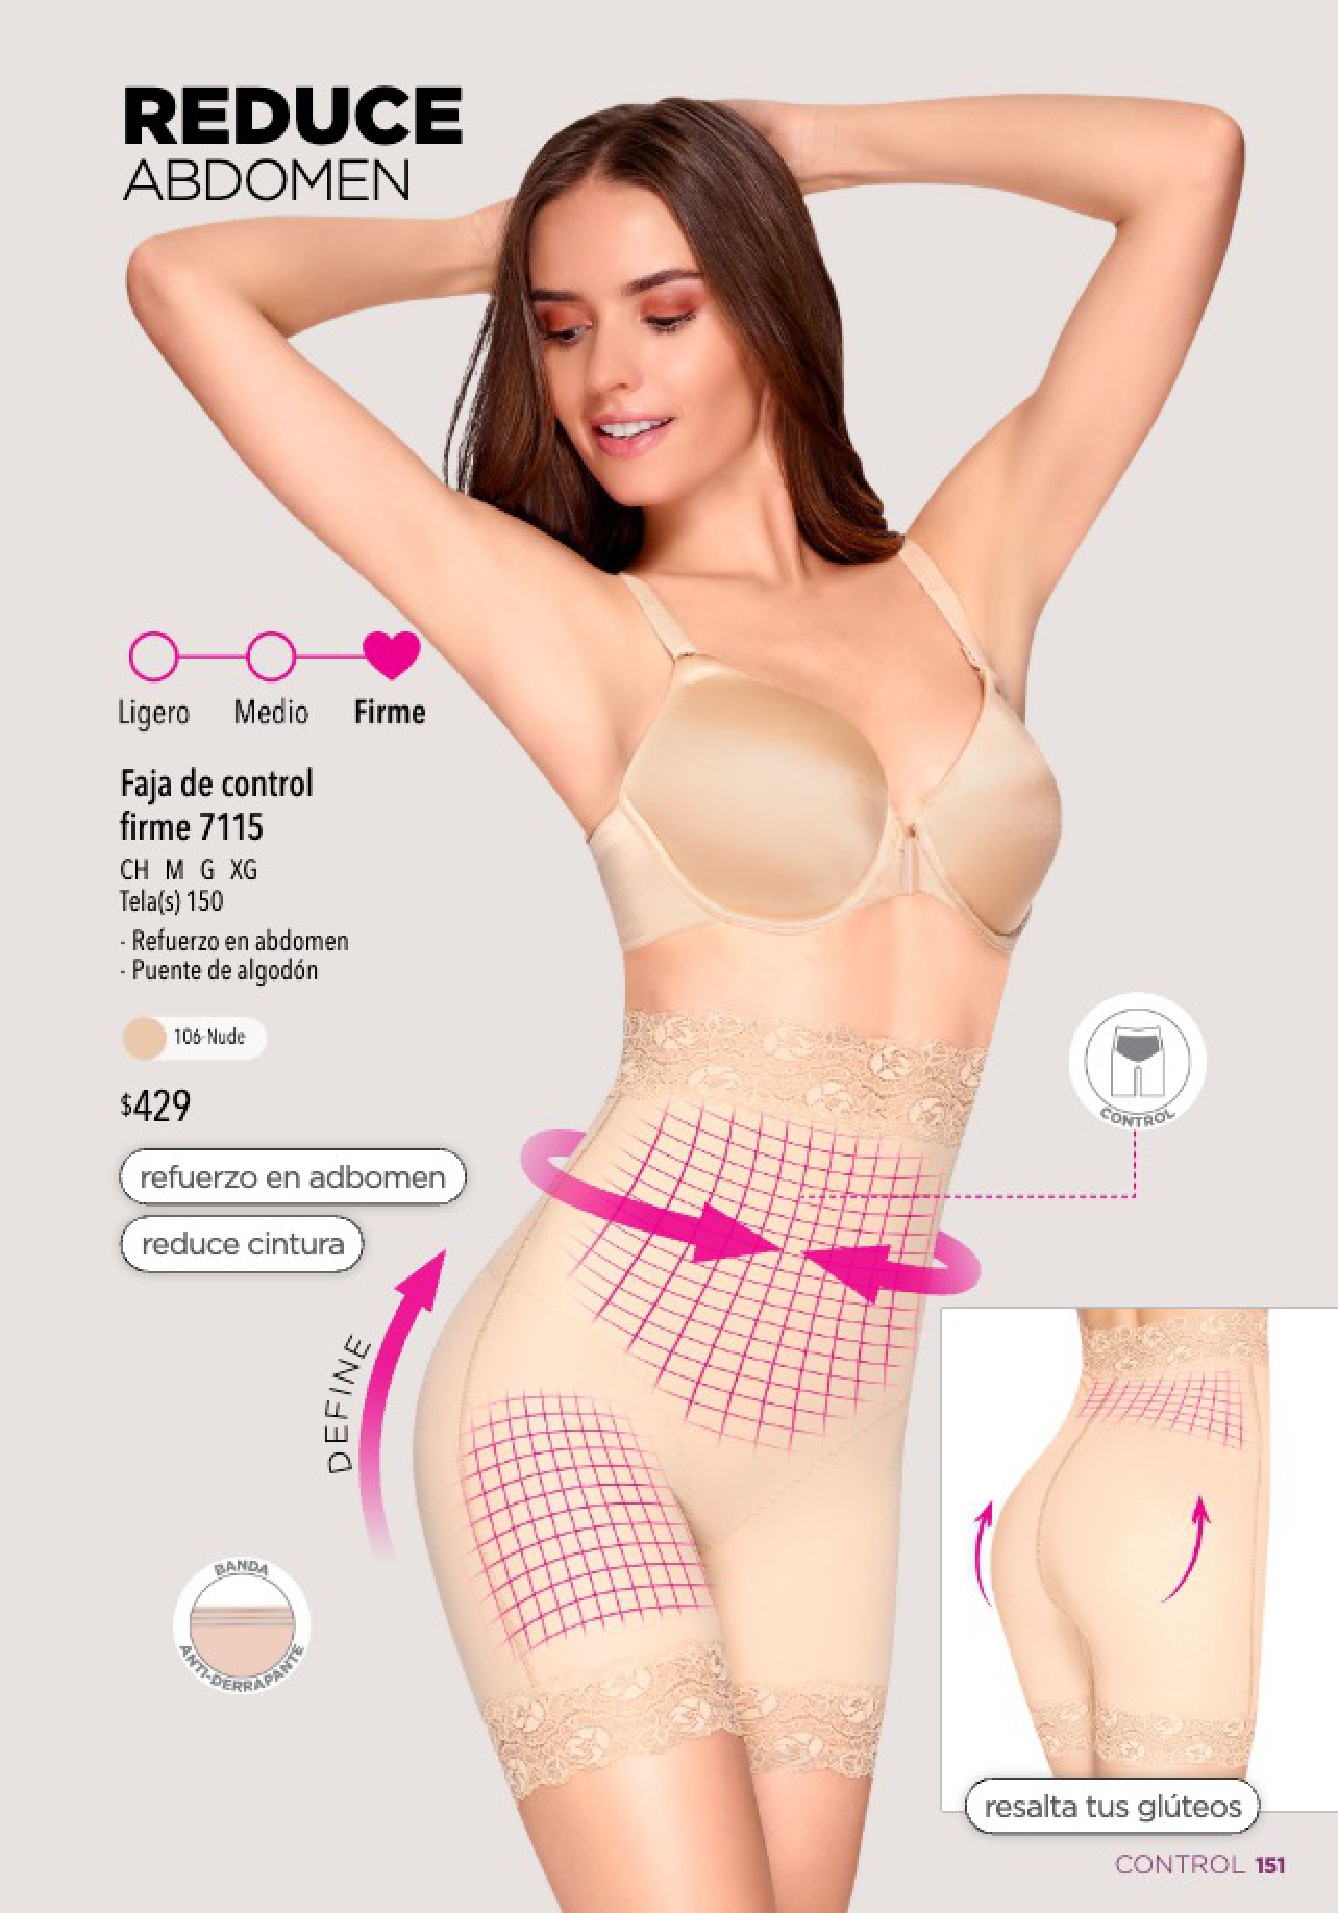 REDUCE
ABDOMEN
Ligero Medio Firme
Faja de control
firme 7115
CH M G XG
Tela(s) 150
· Refuerzo en abdomen
· Puente de algodón
106-Nude
$429
refuerzo en adbomen
reduce cintura
DEFINE
CONTROL
BANDA
ANTI-DERRAPANTE
resalta tus glúteos
CONTROL 151